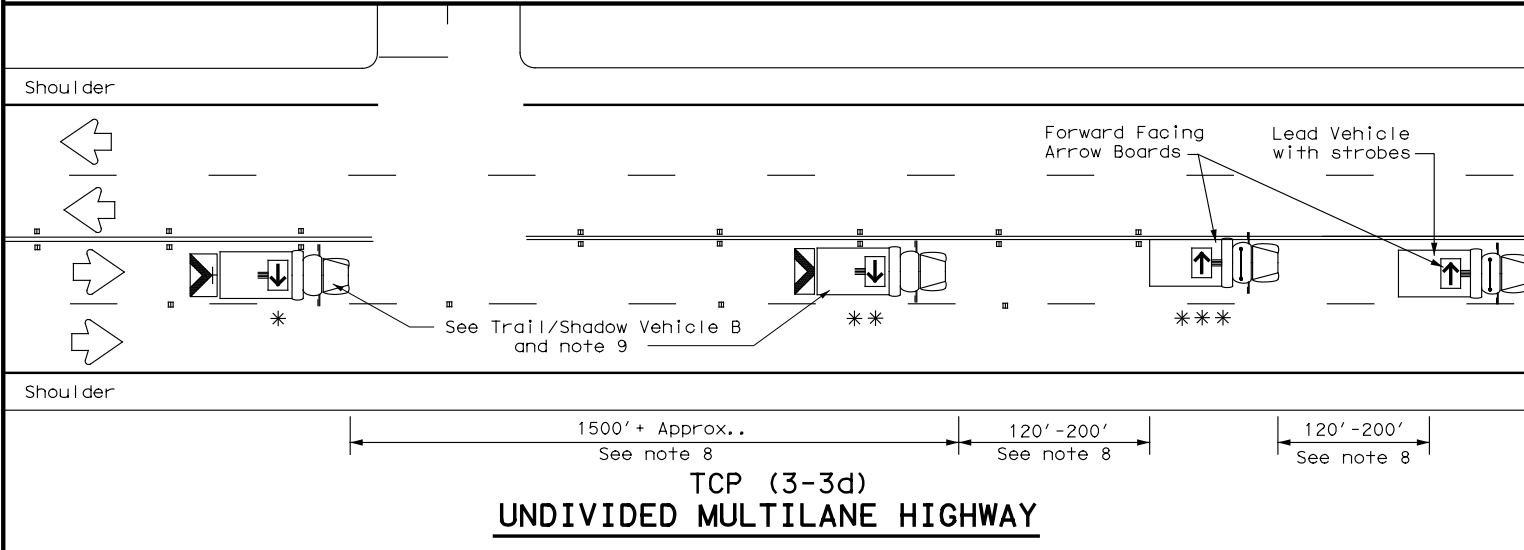 Shoulder
Forward Facing
Arrow Boards
Lead Vehicle
with strobes
*
See Trail/Shadow Vehicle B
and note 9
**
***
Shoulder
1500'+ Approx..
See note 8
120'-200'
See note 8
120'-200'
See note 8
TCP (3-3d)
UNDIVIDED MULTILANE HIGHWAY